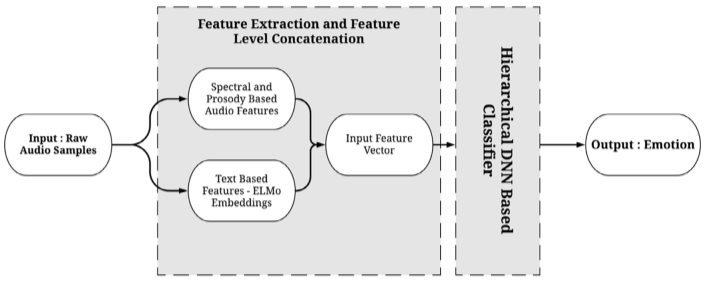 Feature Extraction and Feature
Level Concatenation
Input : Raw
Audio Samples
Spectral and
Prosody Based
Audio Features
Text Based
Features - ELMo
Embeddings
Input Feature
Vector
Hierarchical DNN Based
Classifier
Output : Emotion